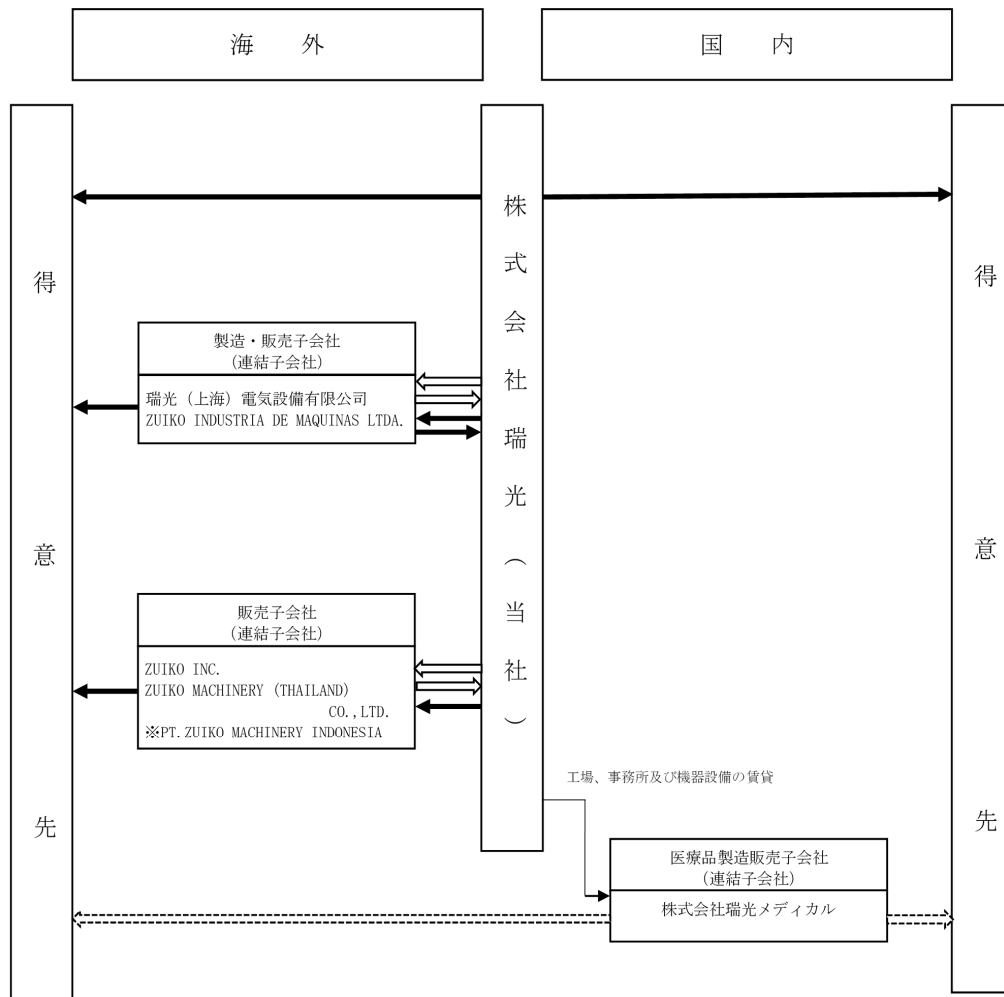 海　外
国　内
得意先
株式会社瑞光（当社）
得意先
製造・販売子会社
(連結子会社)
瑞光（上海）電気設備有限公司
ZUIKO INDUSTRIA DE MAQUINAS LTDA.
販売子会社
(連結子会社)
ZUIKO INC.
ZUIKO MACHINERY (THAILAND)
CO.,LTD.
※PT.ZUIKO MACHINERY INDONESIA
工場、事務所及び機器設備の賃貸
医療品製造販売子会社
(連結子会社)
株式会社瑞光メディカル